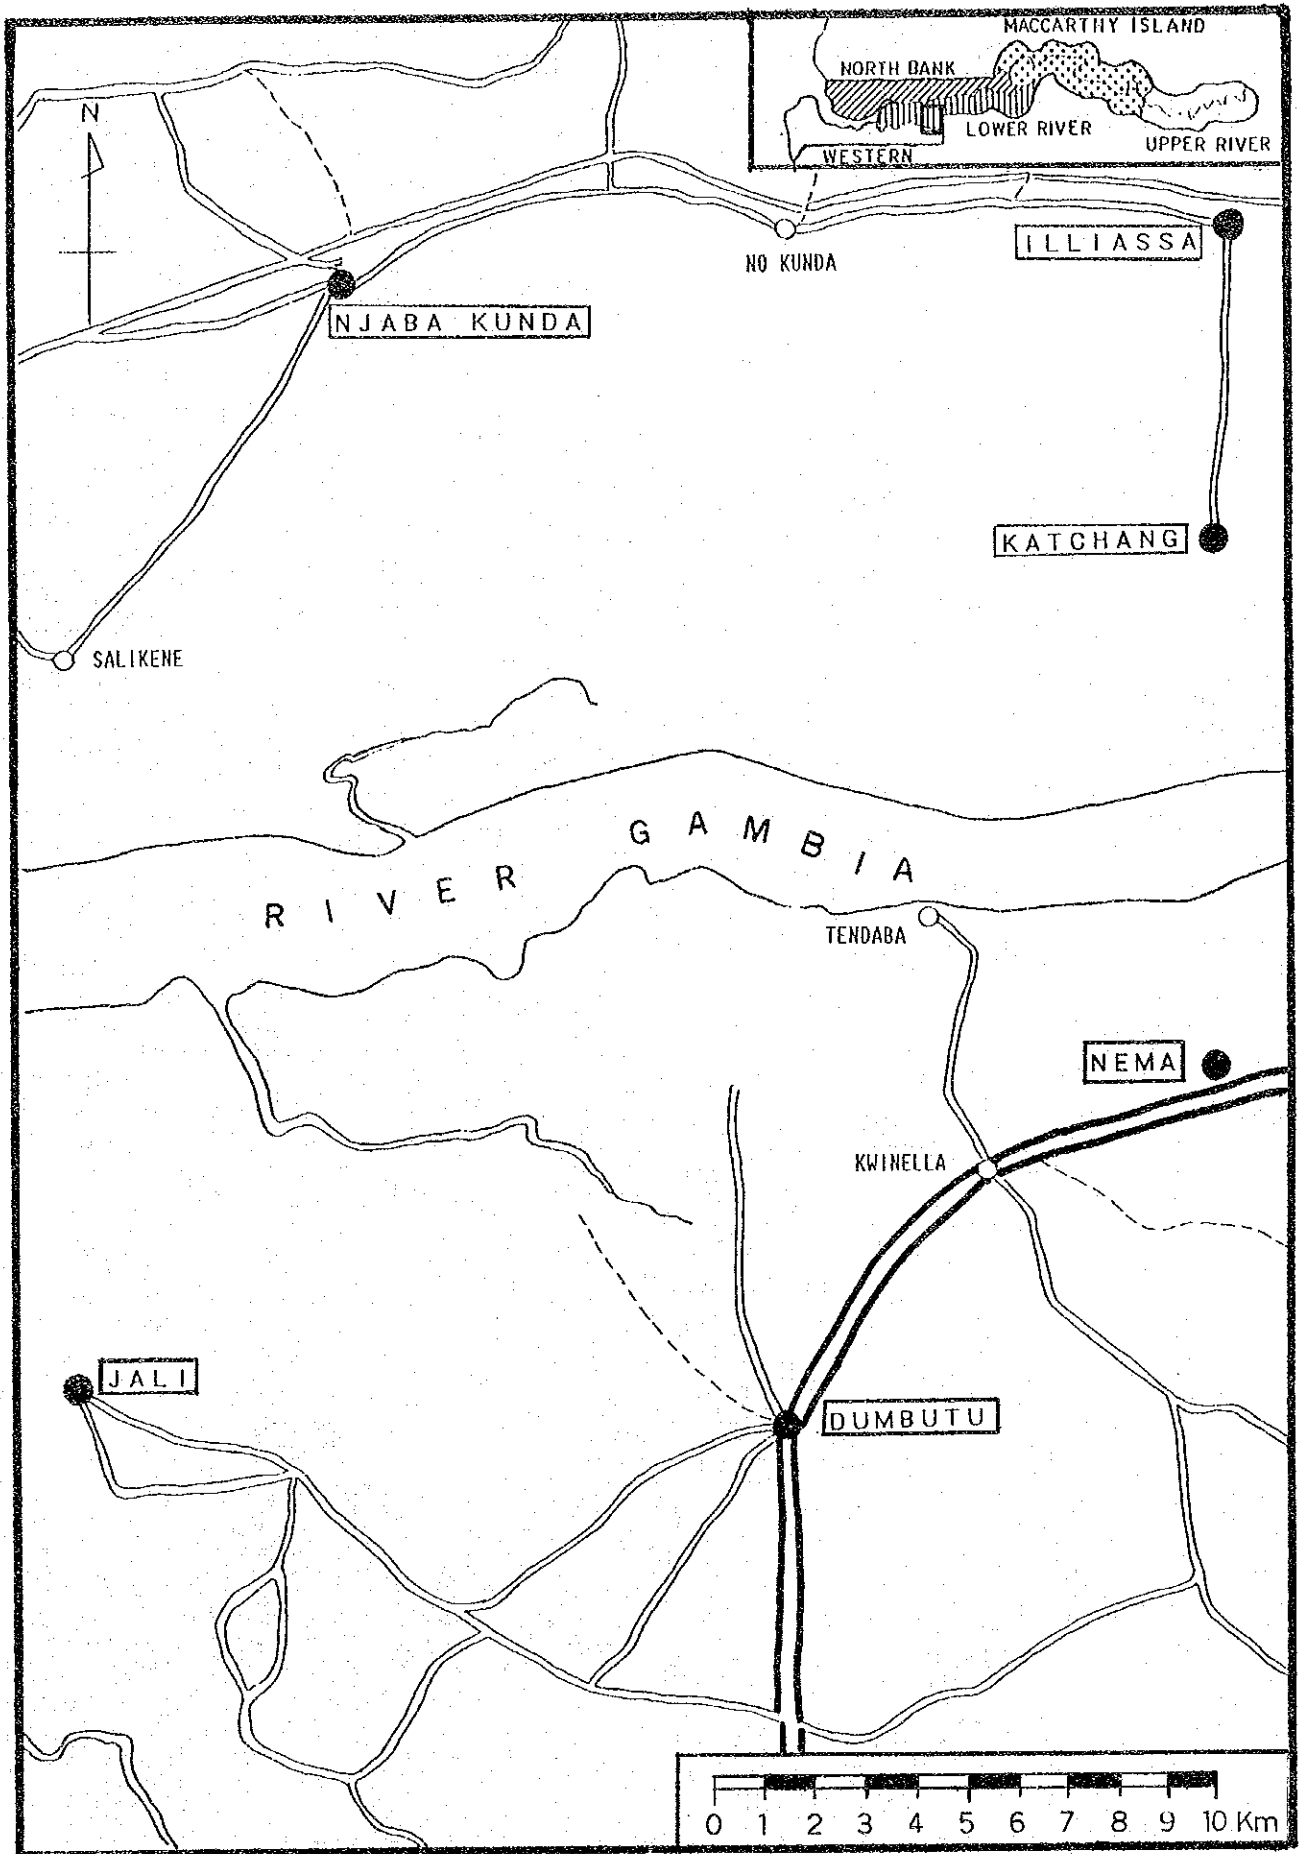 MACCARTHY ISLAND
NORTH BANK
LOWER RIVER
UPPER RIVER
WESTERN
N
ILLIASSA
NO KUNDA
NJABA KUNDA
KATCHANG
SALIKENE
RIVER GAMBIA
TENDABA
NEMA
KWINELLA
JALI
DUMBUTU
0 1 2 3 4 5 6 7 8 9 10 Km